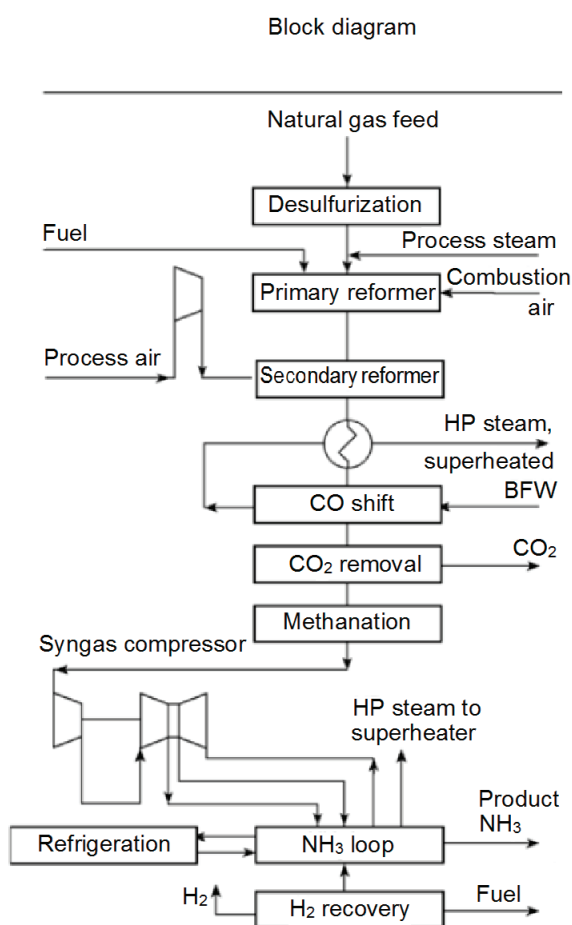 Block diagram
Natural gas feed
Desulfurization
Fuel
Process steam
Primary reformer
Combustion
air
Process air
Secondary reformer
HP steam,
superheated
BFW
CO shift
CO₂ removal
CO₂
Methanation
Syngas compressor
HP steam to
superheater
Product
NH₃
Refrigeration
NH₃ loop
H₂
H₂ recovery
Fuel